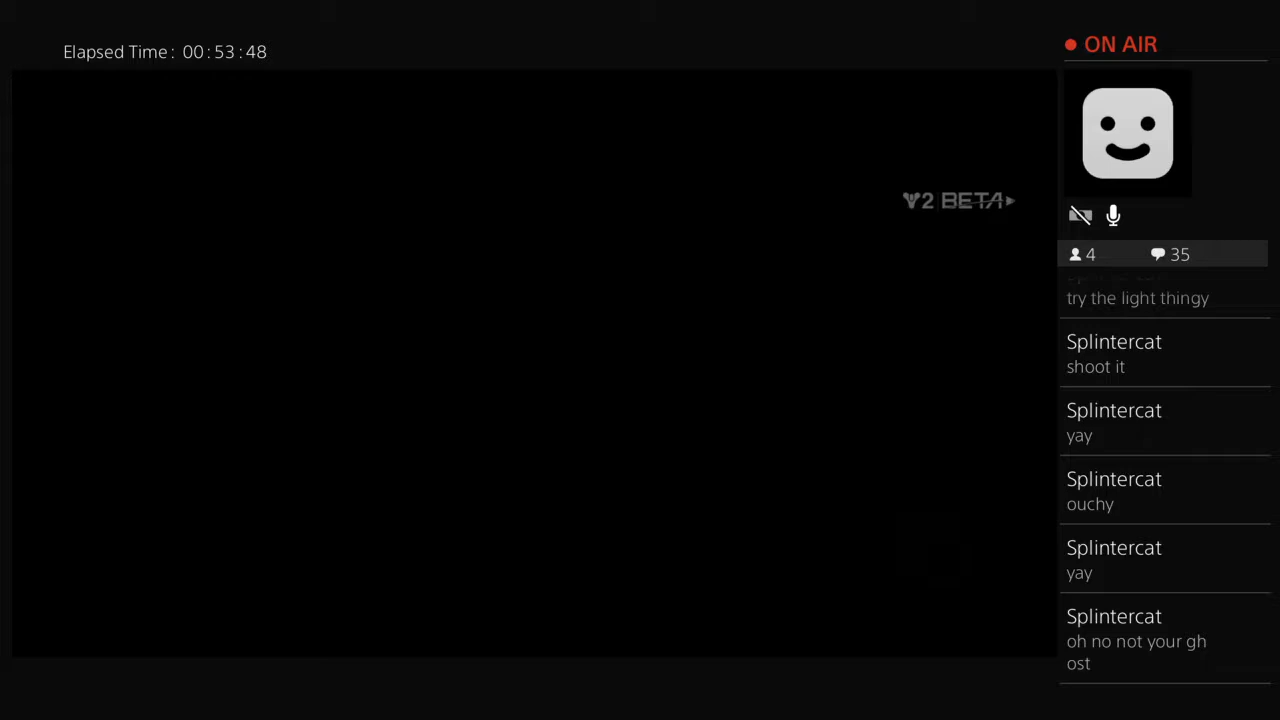 Elapsed Time: 00:53:48
ON AIR
2 BETA
4 35
try the light thingy
Splintercat
shoot it
Splintercat
yay
Splintercat
ouchy
Splintercat
yay
Splintercat
oh no not your gh
ost